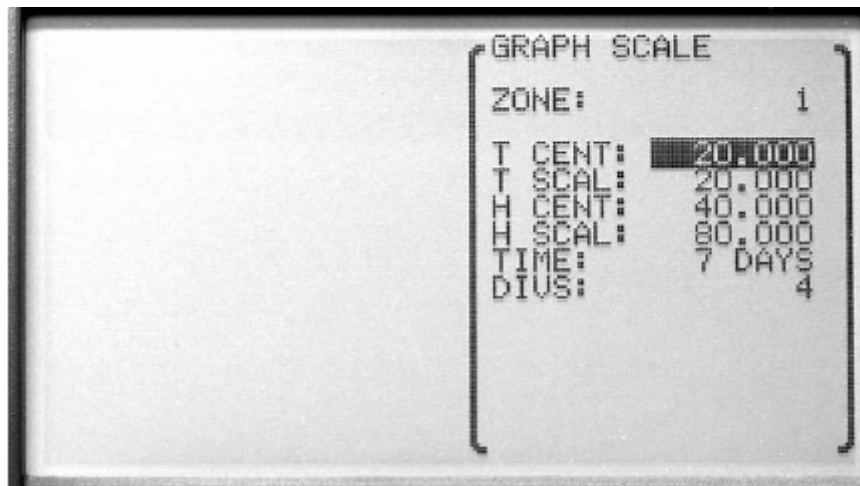 GRAPH SCALE
ZONE: 1
T CENT: 20.000
T SCAL: 20.000
H CENT: 40.000
H SCAL: 80.000
TIME: 7 DAYS
DIVS: 4